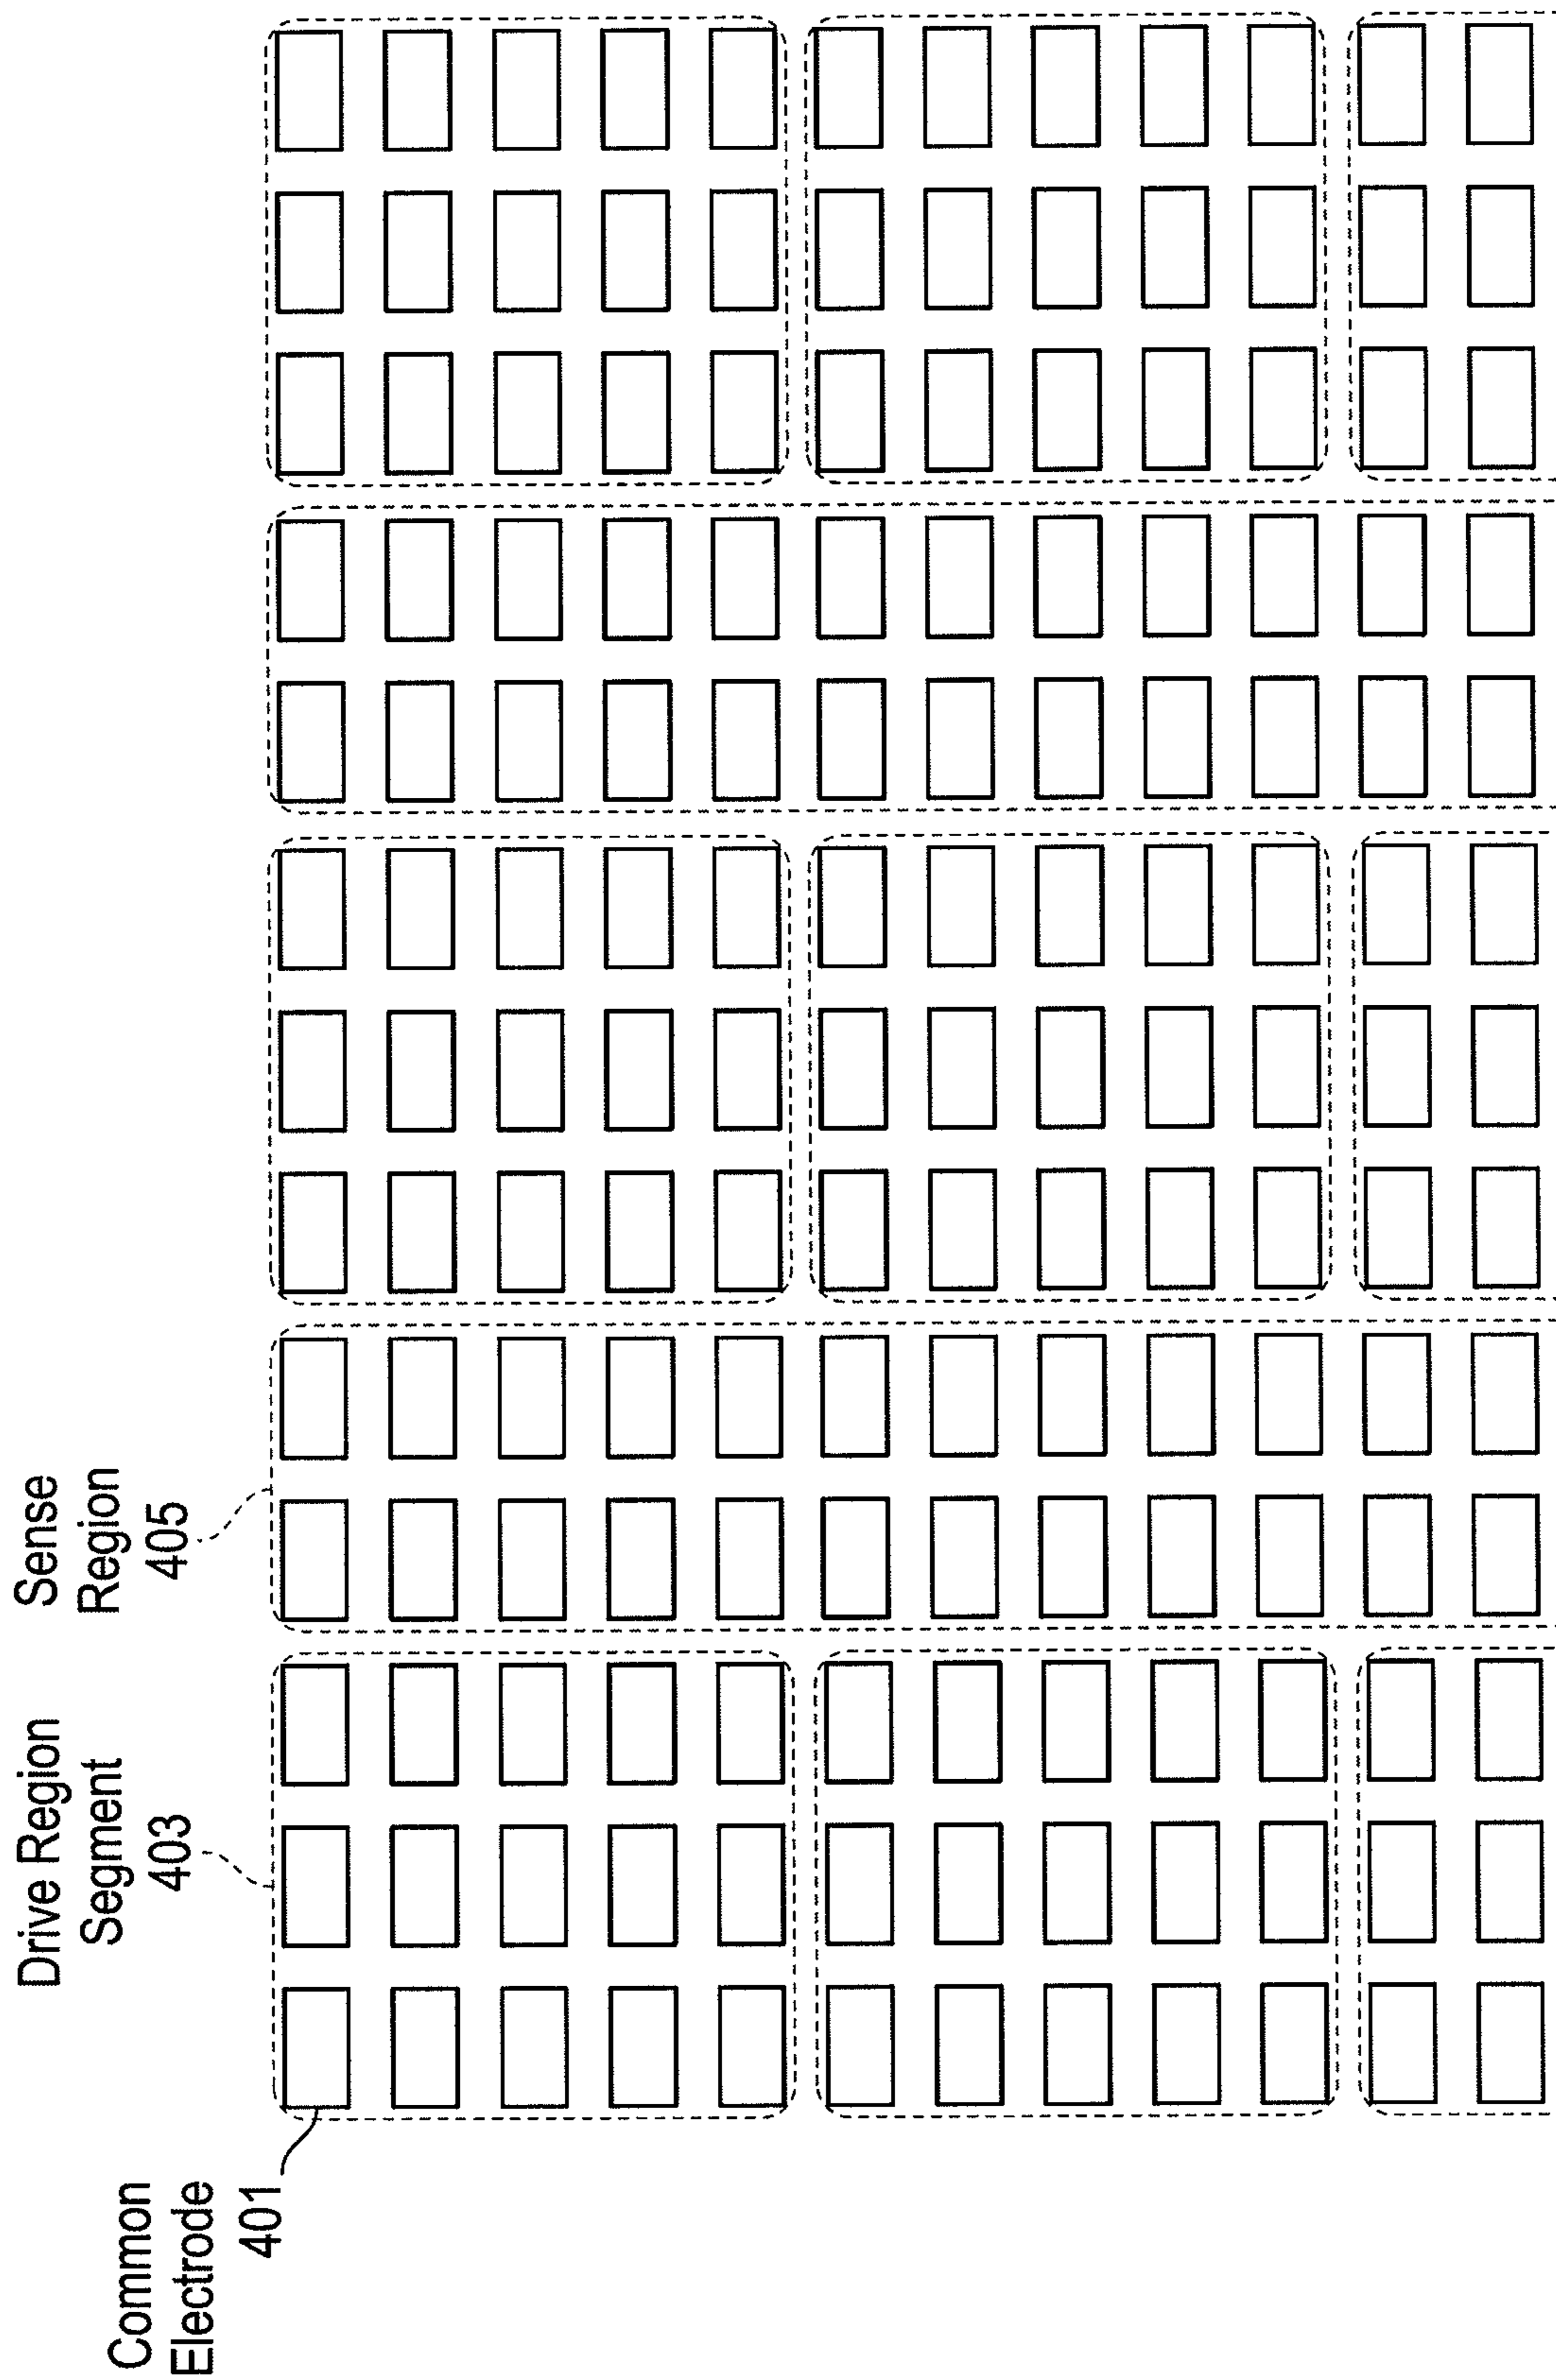 Common
Electrode
401
Drive Region
Segment
403
Sense
Region
405